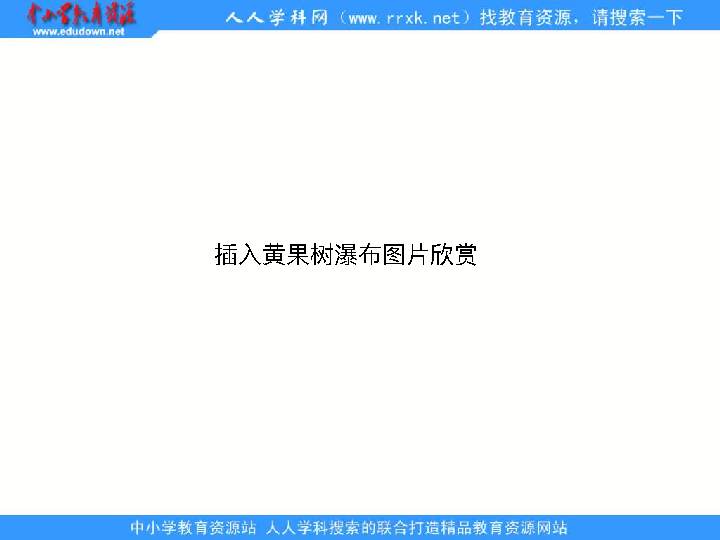 中小学教育资源
www.edudown.net
人人学科网（www.rrxk.net）找教育资源，请搜索一下
插入黄果树瀑布图片欣赏
中小学教育资源站 人人学科搜索的联合打造精品教育资源网站